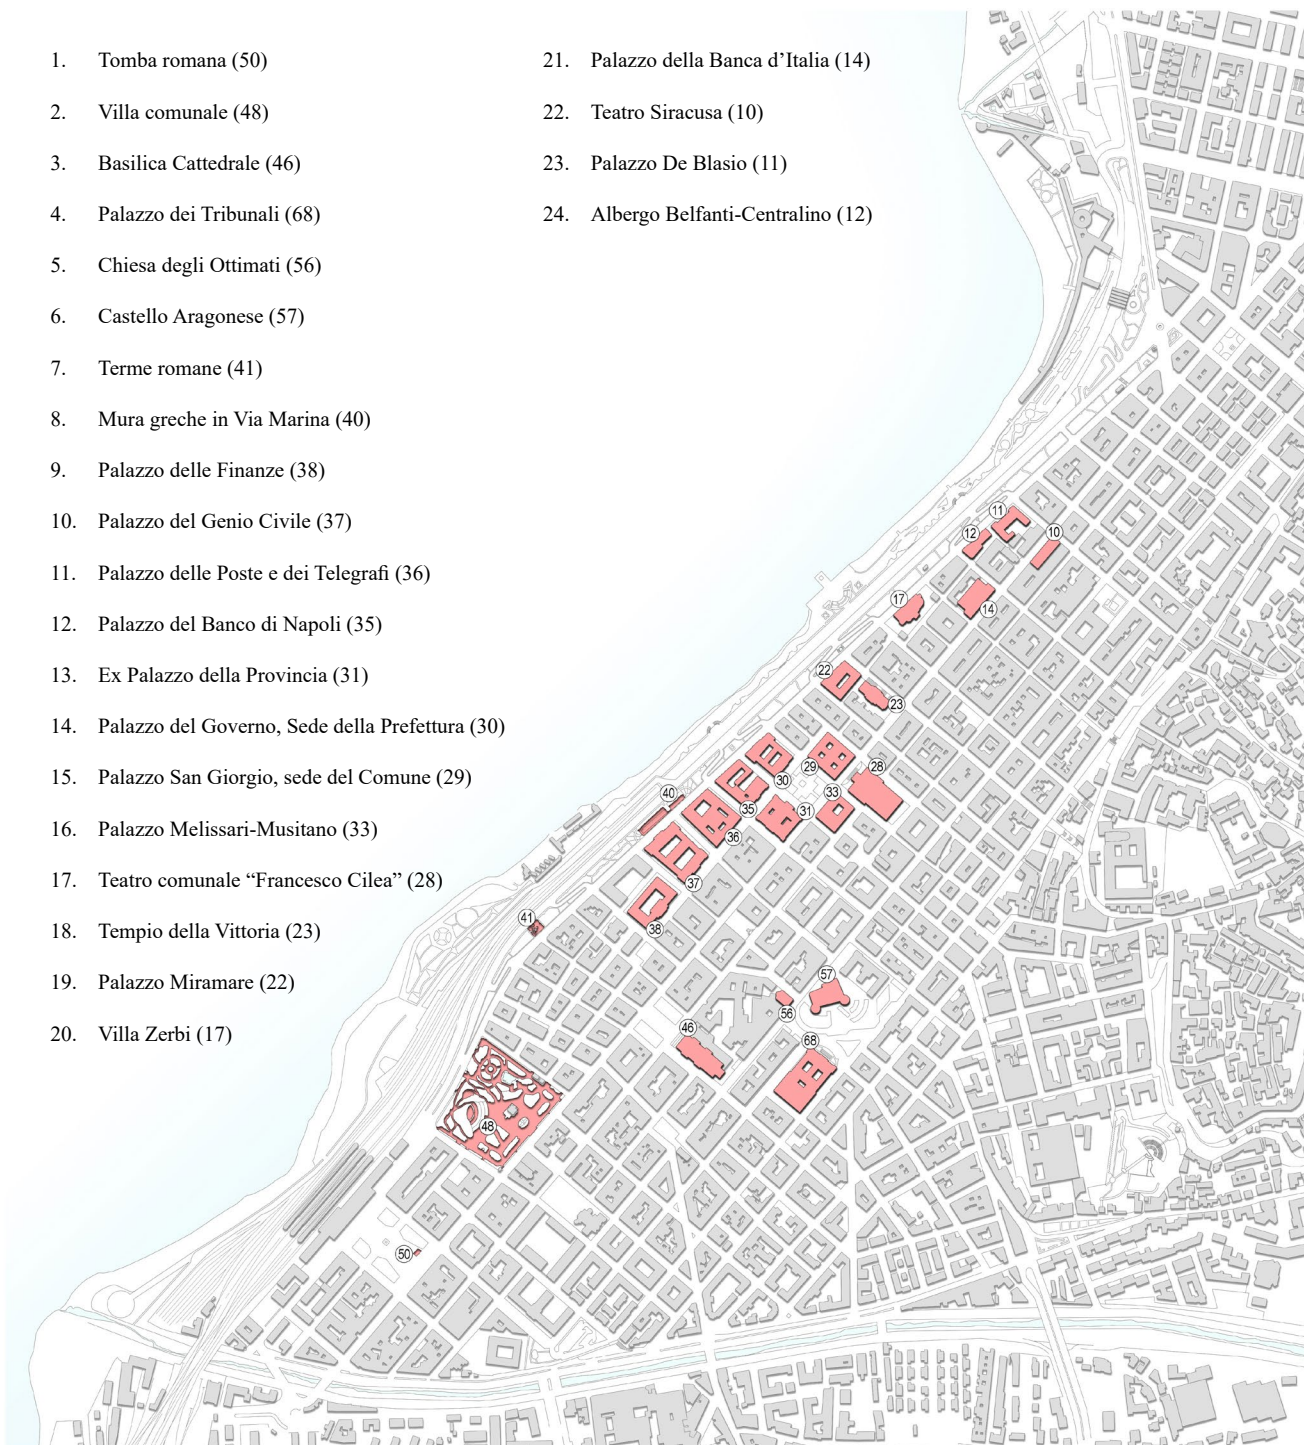 1. Tomba romana (50)
2. Villa comunale (48)
3. Basilica Cattedrale (46)
4. Palazzo dei Tribunali (68)
5. Chiesa degli Ottimati (56)
6. Castello Aragonese (57)
7. Terme romane (41)
8. Mura greche in Via Marina (40)
9. Palazzo delle Finanze (38)
10. Palazzo del Genio Civile (37)
11. Palazzo delle Poste e dei Telegrafi (36)
12. Palazzo del Banco di Napoli (35)
13. Ex Palazzo della Provincia (31)
14. Palazzo del Governo, Sede della Prefettura (30)
15. Palazzo San Giorgio, sede del Comune (29)
16. Palazzo Melissari-Musitano (33)
17. Teatro comunale “Francesco Cilea” (28)
18. Tempio della Vittoria (23)
19. Palazzo Miramare (22)
20. Villa Zerbi (17)
21. Palazzo della Banca d’Italia (14)
22. Teatro Siracusa (10)
23. Palazzo De Blasio (11)
24. Albergo Belfanti-Centralino (12)
11
12
10
17
14
22
23
29
28
30
40
33
35
31
36
37
41
38
57
56
46
68
48
50